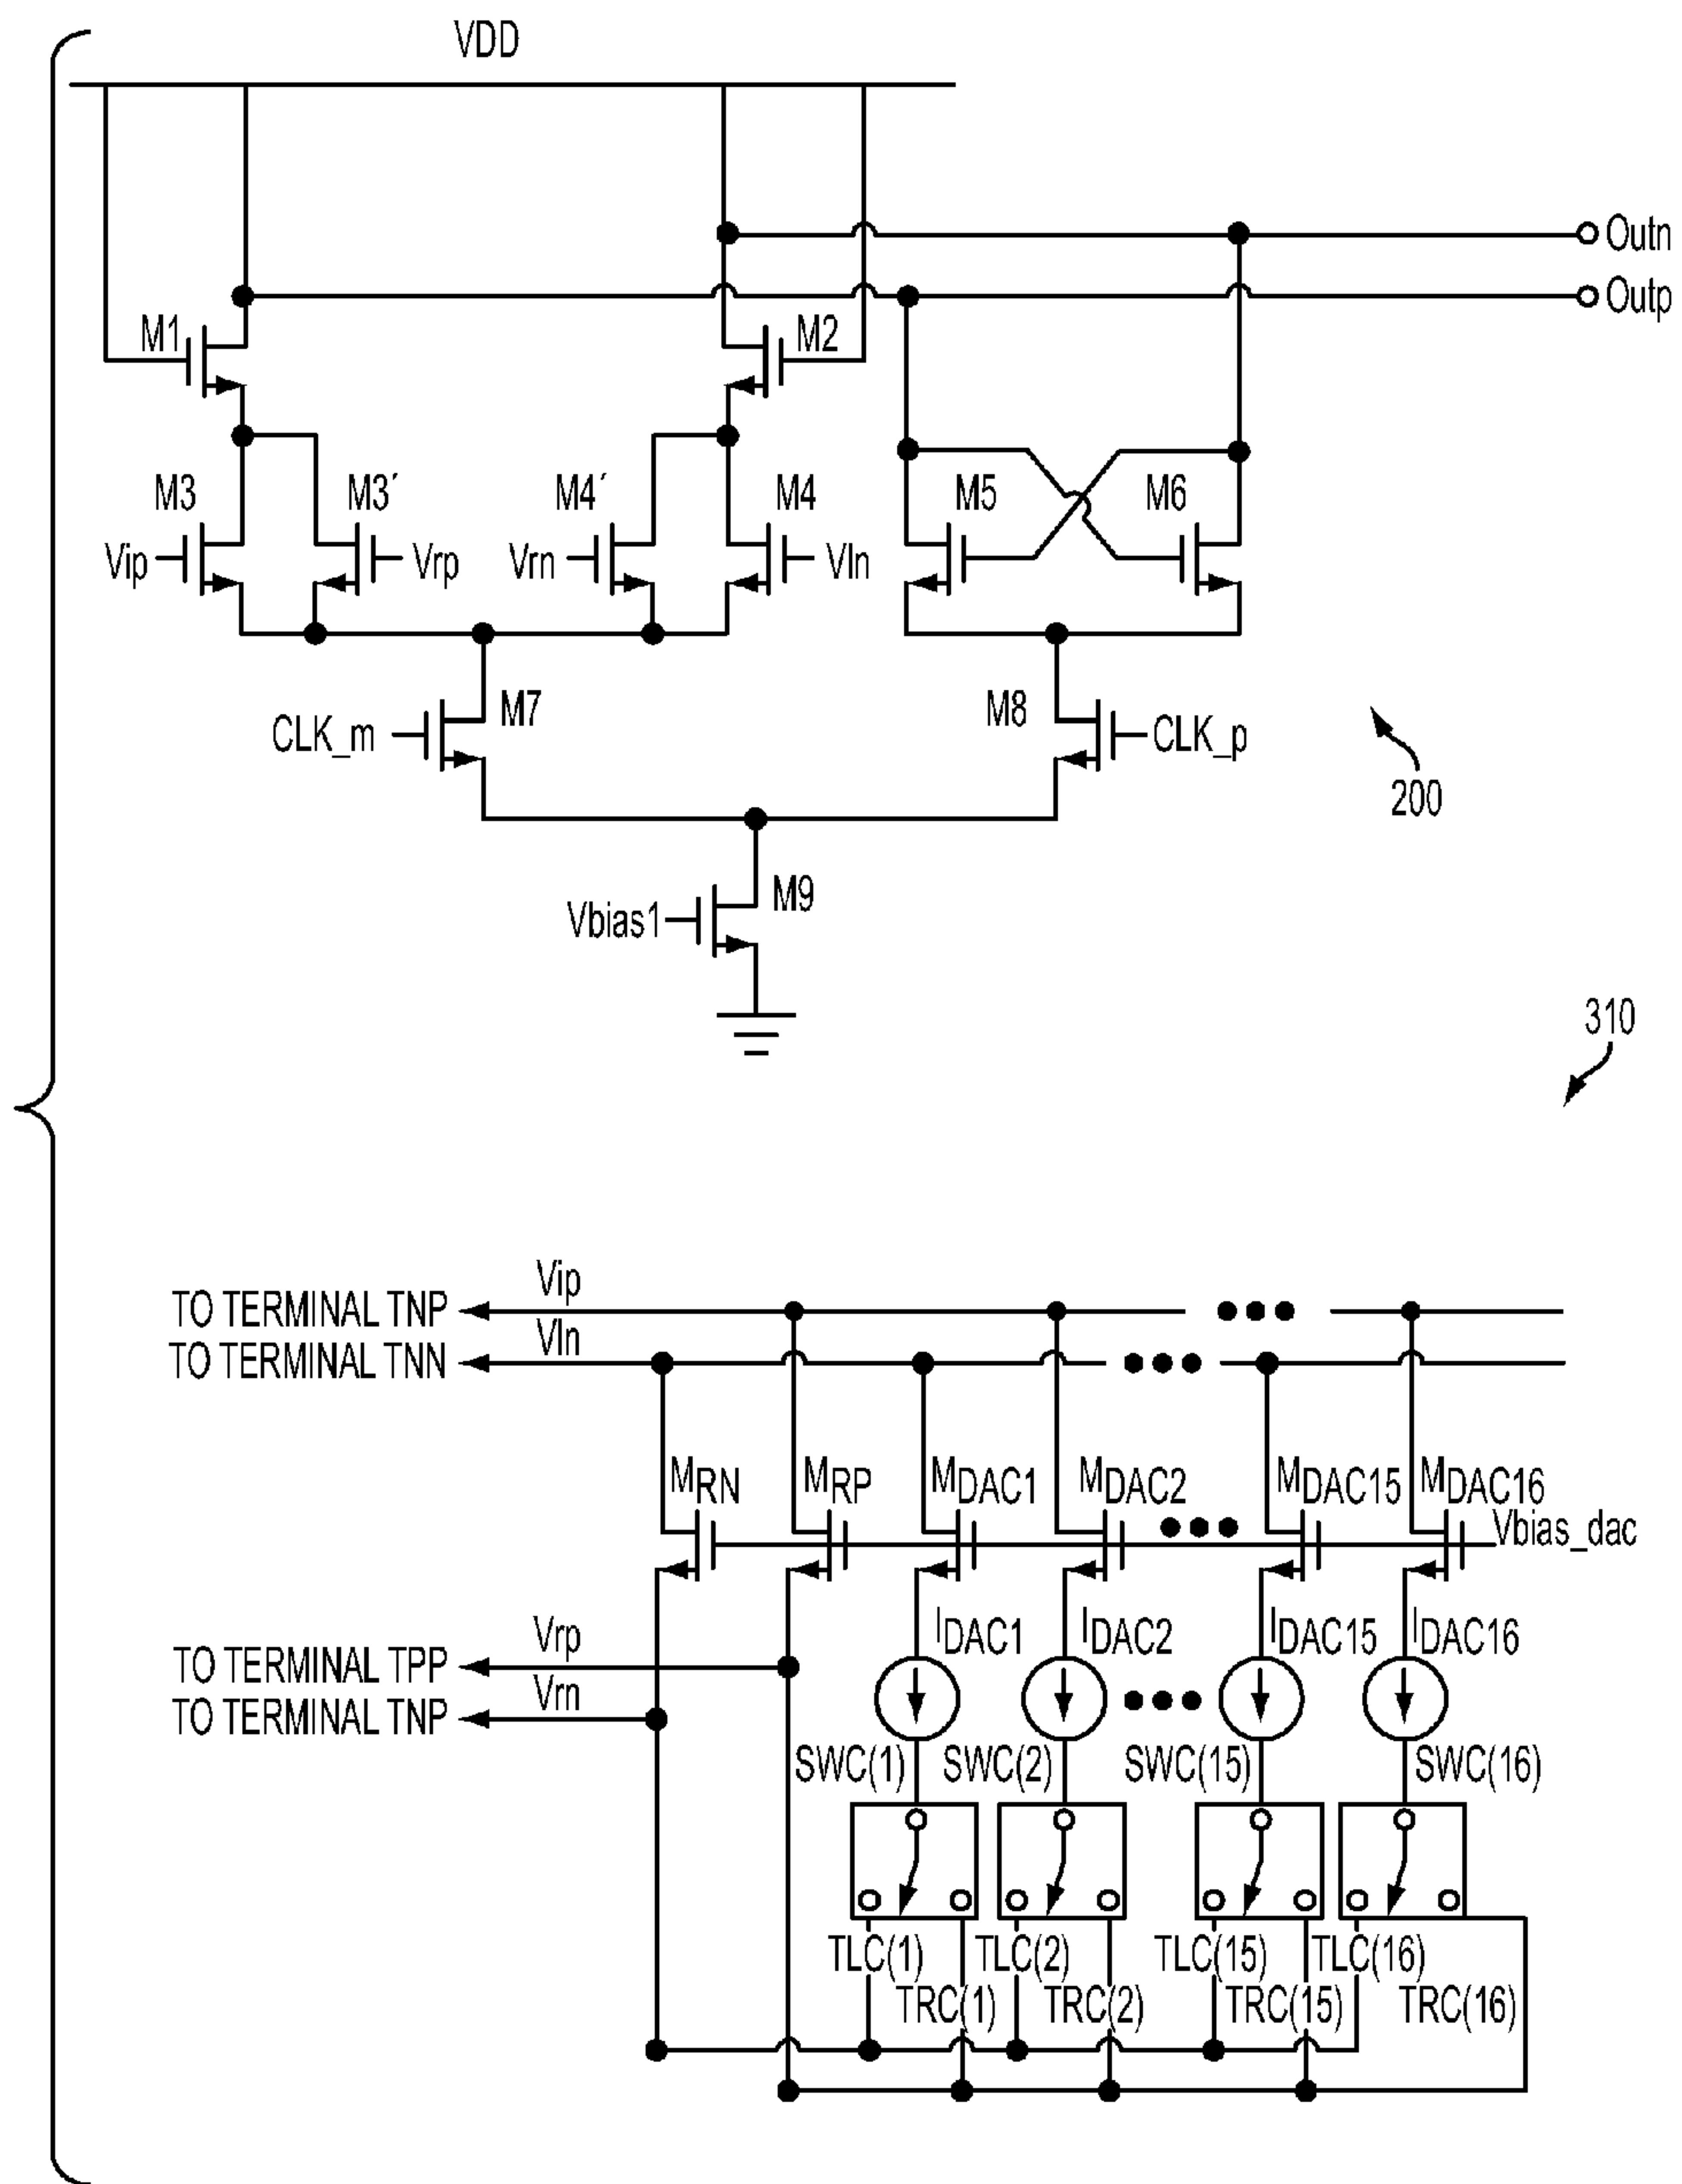 VDD
Outn
Outp
M1
M2
M3
M3´
M4´
M4
M5
M6
Vip
Vrp
Vrn
VIn
CLK_m
M7
M8
CLK_p
200
Vbias1
M9
310
TO TERMINAL TNP
Vip
TO TERMINAL TNN
VIn
MRN
MRP
MDAC1
MDAC2
MDAC15
MDAC16
Vbias_dac
TO TERMINAL TPP
Vrp
TO TERMINAL TNP
Vrn
IDAC1
IDAC2
IDAC15
IDAC16
SWC(1)
SWC(2)
SWC(15)
SWC(16)
TLC(1)
TLC(2)
TLC(15)
TLC(16)
TRC(1)
TRC(2)
TRC(15)
TRC(16)